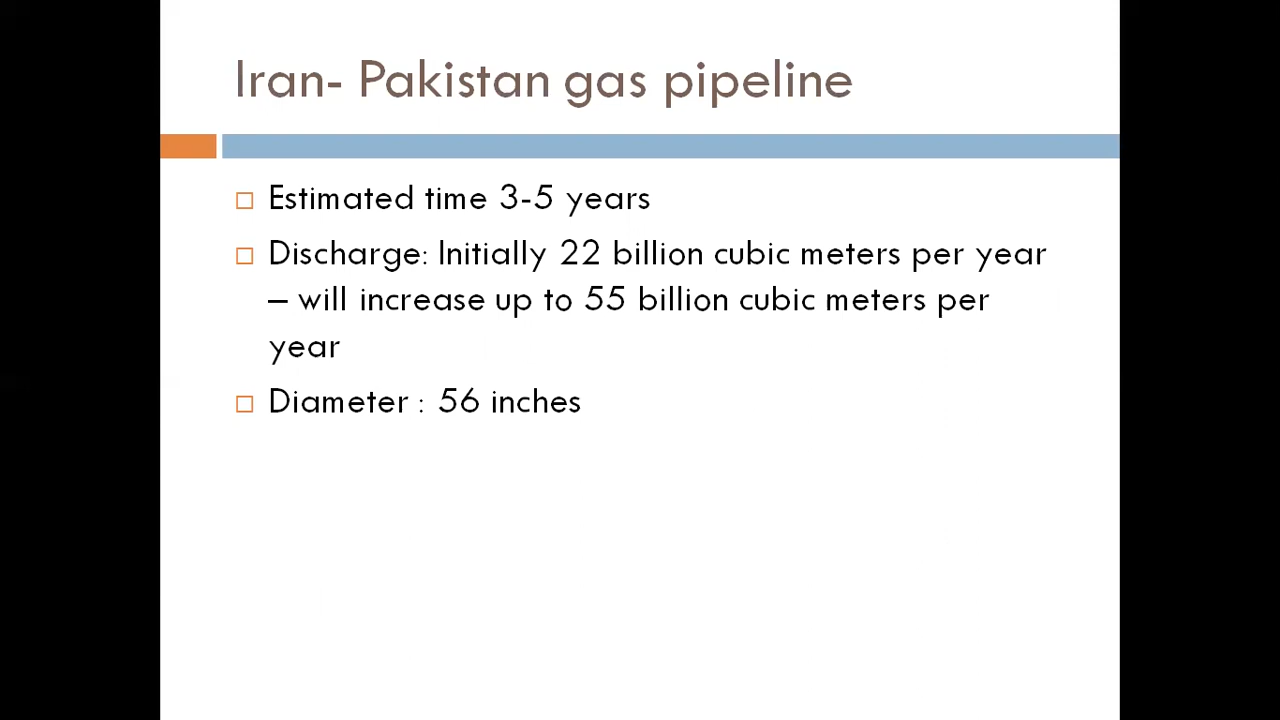 Iran- Pakistan gas pipeline
Estimated time 3-5 years
Discharge: Initially 22 billion cubic meters per year
– will increase up to 55 billion cubic meters per
year
Diameter : 56 inches